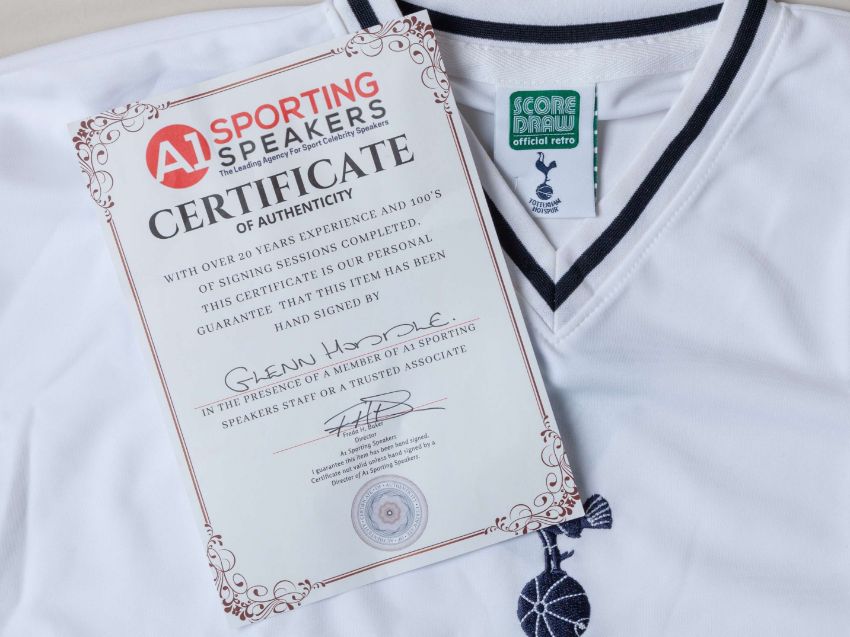 A1 SPORTING
SPEAKERS
The Leading Agency For Sport Celebrity Speakers
CERTIFICATE
OF AUTHENTICITY
WITH OVER 20 YEARS EXPERIENCE AND 100'S
OF SIGNING SESSIONS COMPLETED,
THIS CERTIFICATE IS OUR PERSONAL
GUARANTEE THAT THIS ITEM HAS BEEN
HAND SIGNED BY
GLENN HODDLE.
IN THE PRESENCE OF A MEMBER OF A1 SPORTING
SPEAKERS STAFF OR A TRUSTED ASSOCIATE
Freda H. Baker
Director
A1 Sporting Speakers
I guarantee this item has been hand signed.
Certificate not valid unless hand signed by a
Director of A1 Sporting Speakers.
SCORE
DRAW
official retro
TOTTENHAM
HOTSPUR